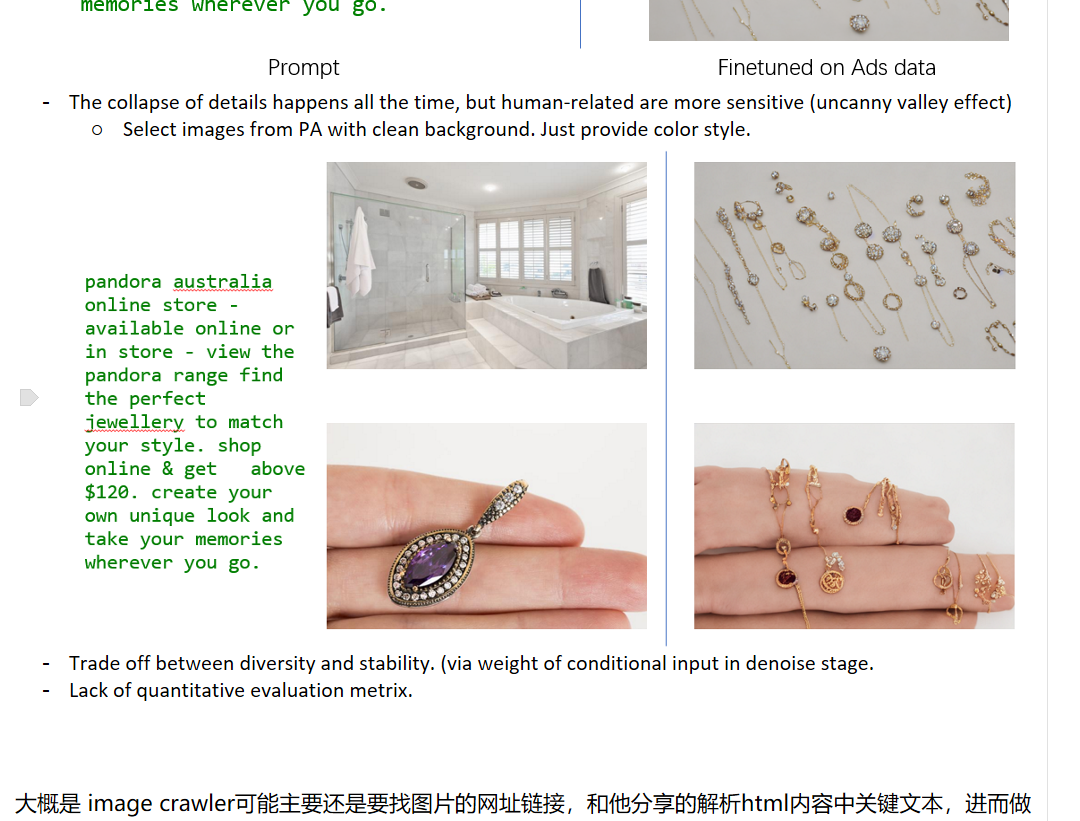 memories wherever you go.
Prompt
Finetuned on Ads data
- The collapse of details happens all the time, but human-related are more sensitive (uncanny valley effect)
o Select images from PA with clean background. Just provide color style.
pandora australia
online store -
available online or
in store - view the
pandora range find
the perfect
jewellery to match
your style. shop
online & get above
$120. create your
own unique look and
take your memories
wherever you go.
- Trade off between diversity and stability. (via weight of conditional input in denoise stage.
- Lack of quantitative evaluation metrix.
大概是 image crawler可能主要还是要找图片的网址链接，和他分享的解析html内容中关键文本，进而做